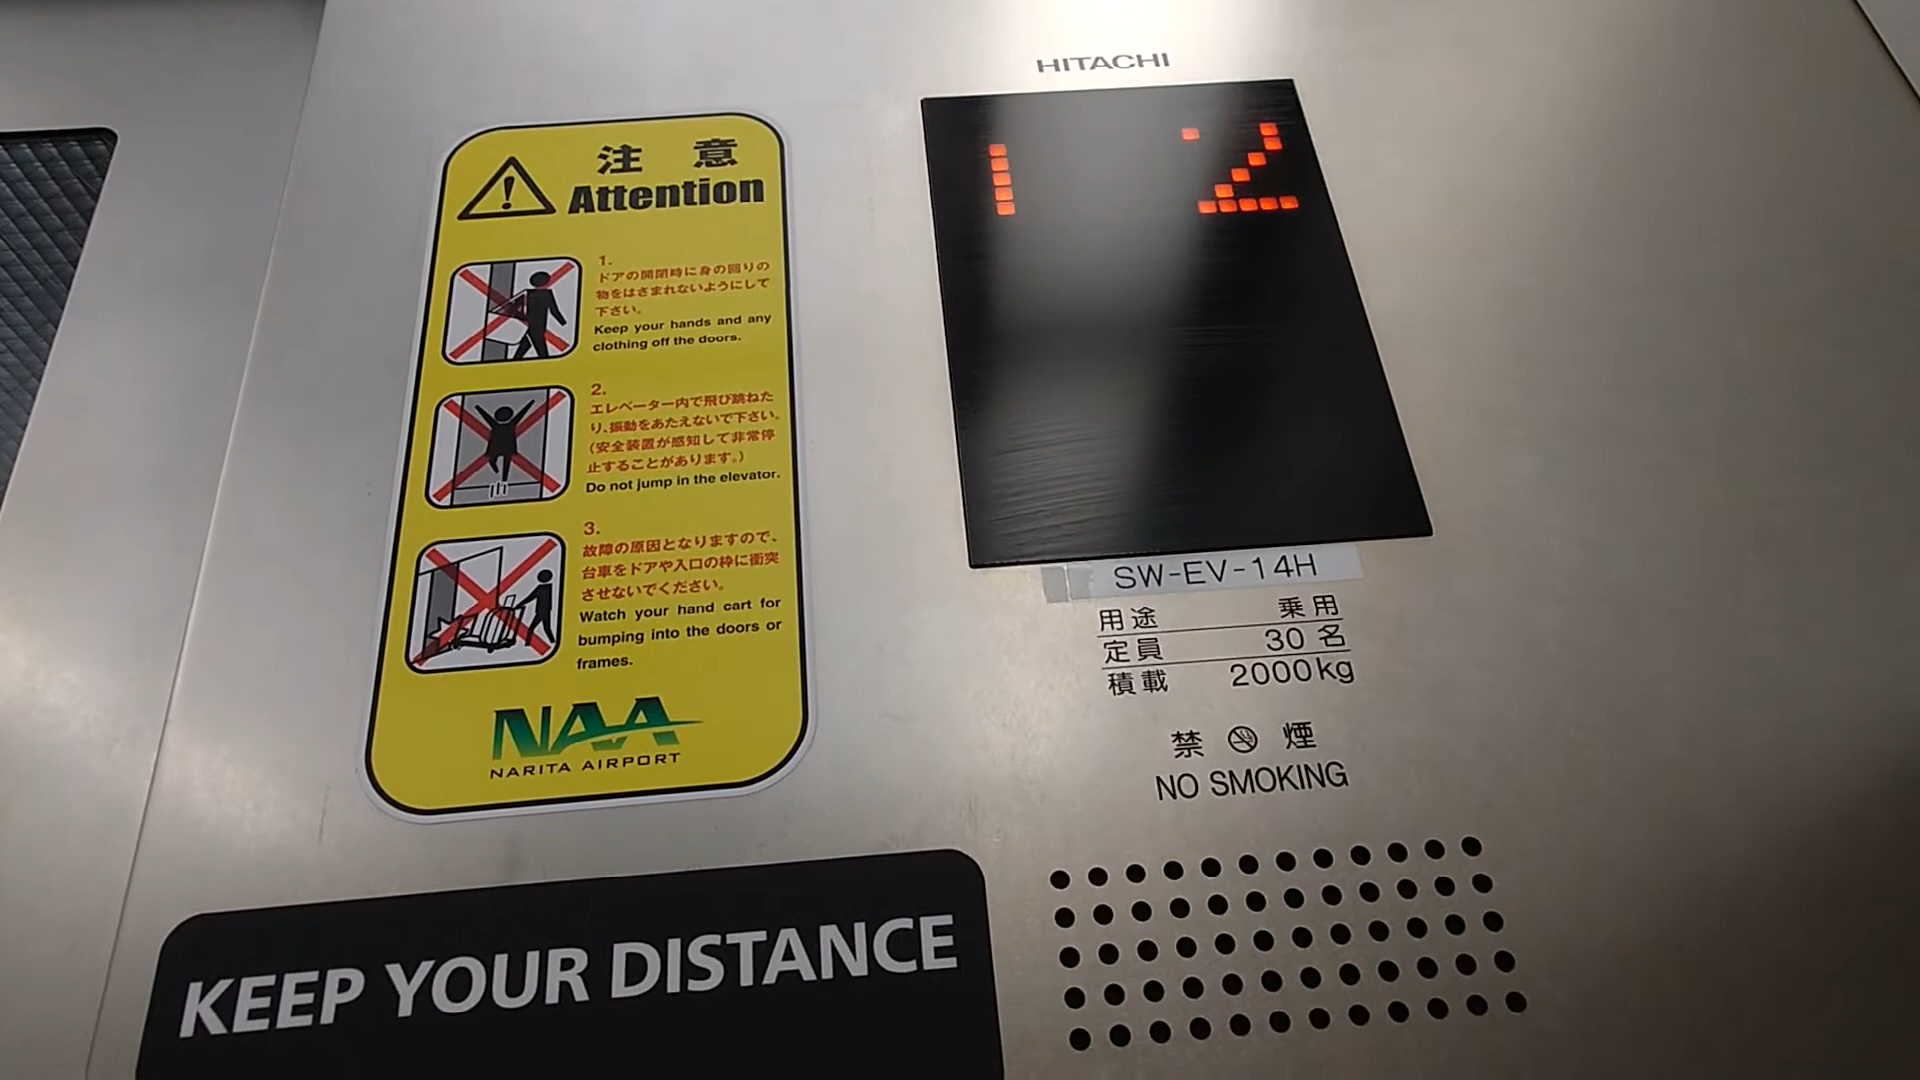 注 意
Attention
1.
ドアの開閉時に身の回りの
物をはさまれないようにして
下さい。
Keep your hands and any
clothing off the doors.
2.
エレベーター内で飛び跳ねた
り、振動をあたえないで下さい。
(安全装置が感知して非常停
止することがあります。)
Do not jump in the elevator.
3.
故障の原因となりますので、
台車をドアや入口の枠に衝突
させないでください。
Watch your hand cart for
bumping into the doors or
frames.
NAA
NARITA AIRPORT
KEEP YOUR DISTANCE
HITACHI
2
SW-EV-14H
用途 乗用
定員 30 名
積載 2000kg
禁 煙
NO SMOKING